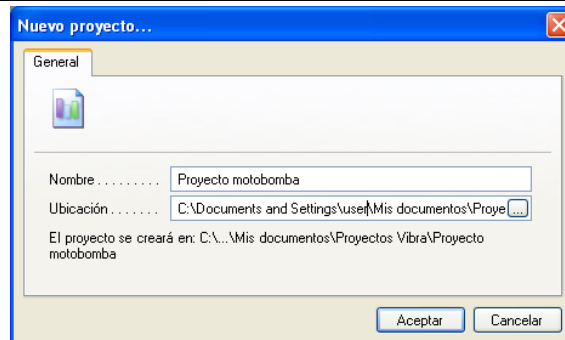 Nuevo proyecto...
General
Nombre . . . . . . . . . Proyecto motobomba
Ubicación . . . . . . . C:\Documents and Settings\user\Mis documentos\Proye ...
El proyecto se creará en: C:\...\Mis documentos\Proyectos Vibra\Proyecto
motobomba
Aceptar Cancelar